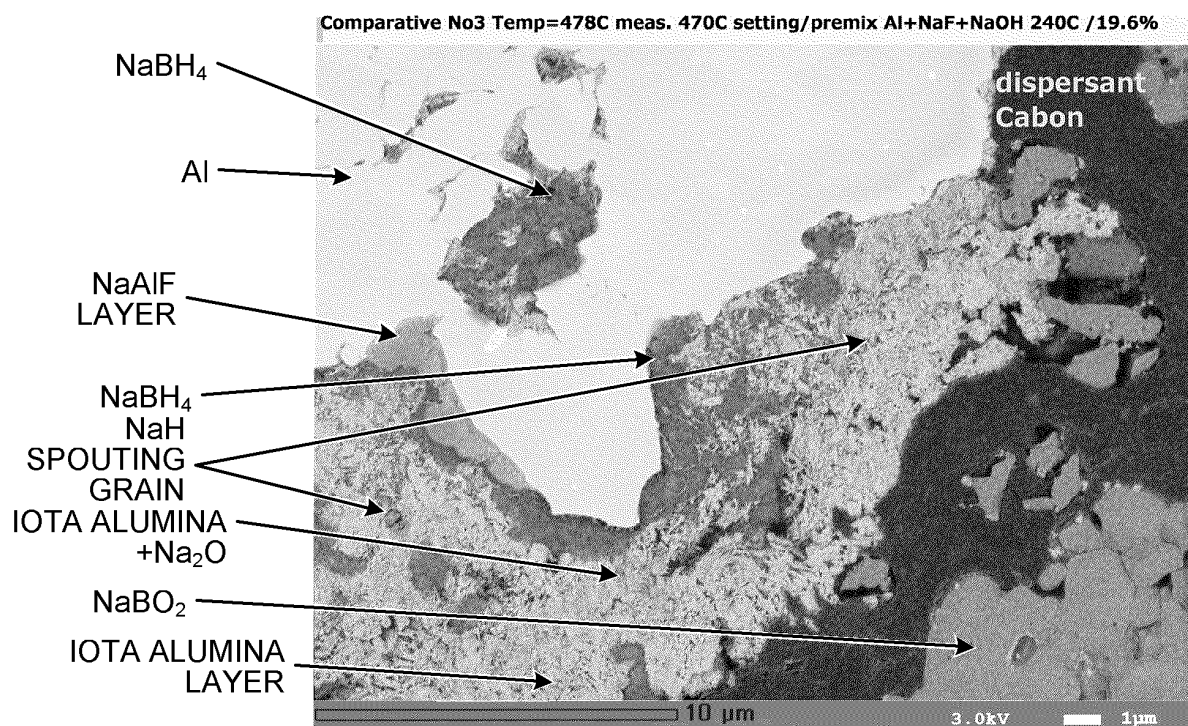 Comparative No3 Temp=478C meas. 470C setting/premix Al+NaF+NaOH 240C /19.6%
NaBH₄
dispersant
Cabon
Al
NaAlF
LAYER
NaBH₄
NaH
SPOUTING
GRAIN
IOTA ALUMINA
+Na₂O
NaBO₂
IOTA ALUMINA
LAYER
10 μm
3.0kV
1μm